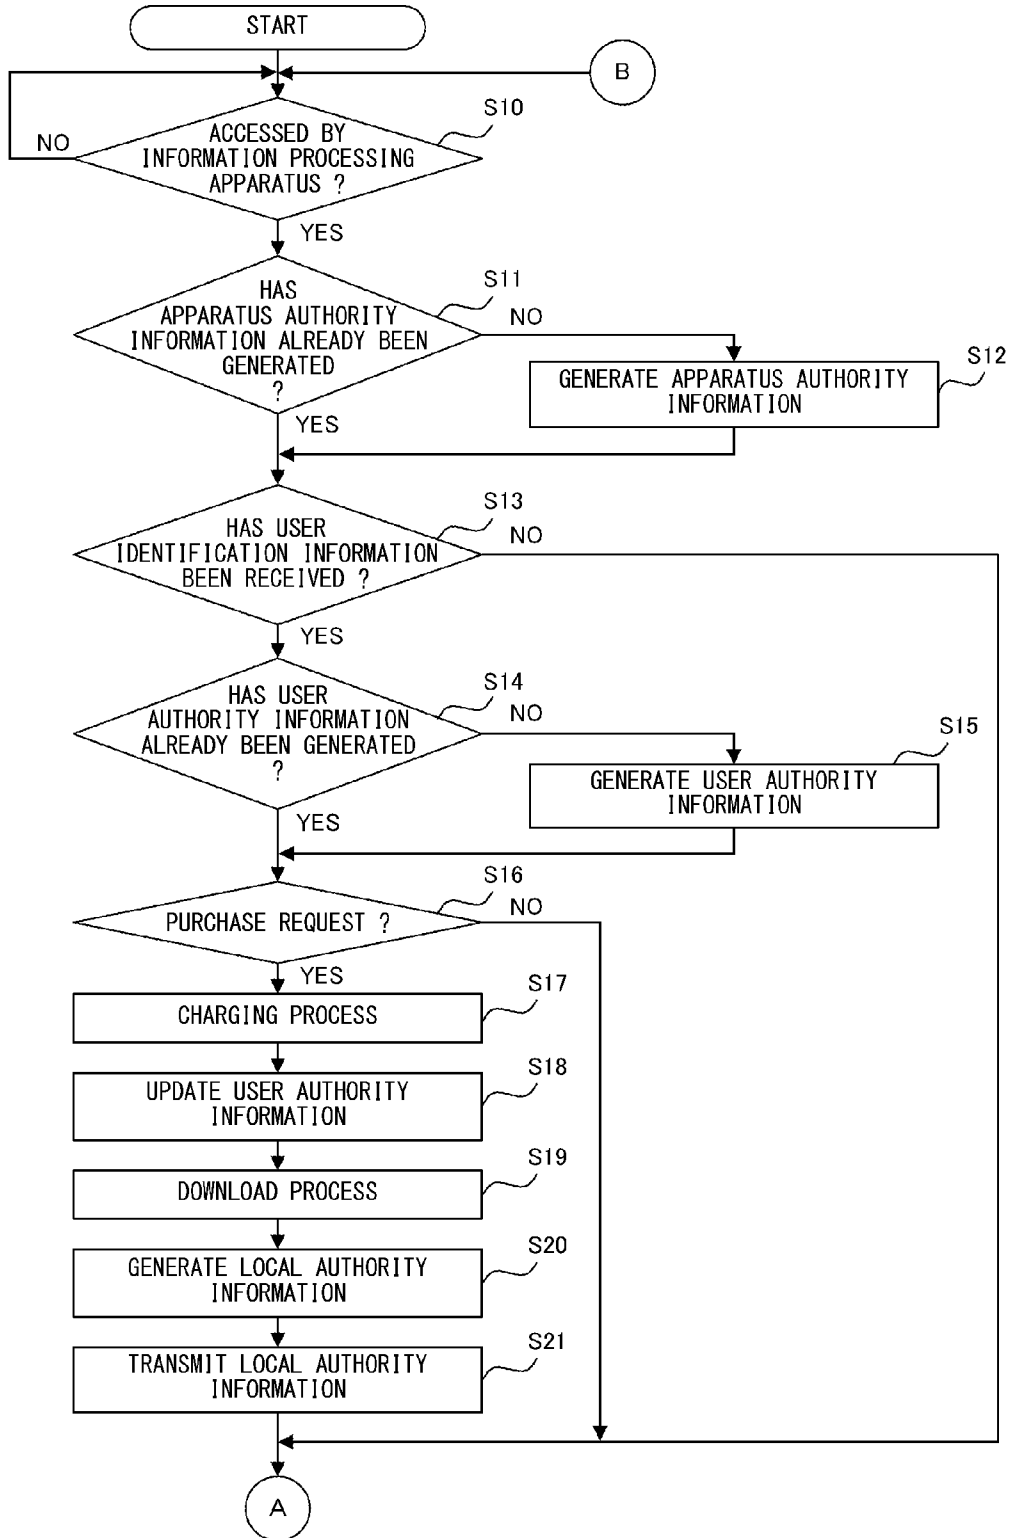 START
B
S10
ACCESSED BY
INFORMATION PROCESSING
APPARATUS ?
NO
YES
S11
HAS
APPARATUS AUTHORITY
INFORMATION ALREADY BEEN
GENERATED
?
NO
S12
GENERATE APPARATUS AUTHORITY
INFORMATION
YES
S13
HAS USER
IDENTIFICATION INFORMATION
BEEN RECEIVED ?
NO
YES
S14
HAS USER
AUTHORITY INFORMATION
ALREADY BEEN GENERATED
?
NO
S15
GENERATE USER AUTHORITY
INFORMATION
YES
S16
PURCHASE REQUEST ?
NO
YES
S17
CHARGING PROCESS
S18
UPDATE USER AUTHORITY
INFORMATION
S19
DOWNLOAD PROCESS
S20
GENERATE LOCAL AUTHORITY
INFORMATION
S21
TRANSMIT LOCAL AUTHORITY
INFORMATION
A